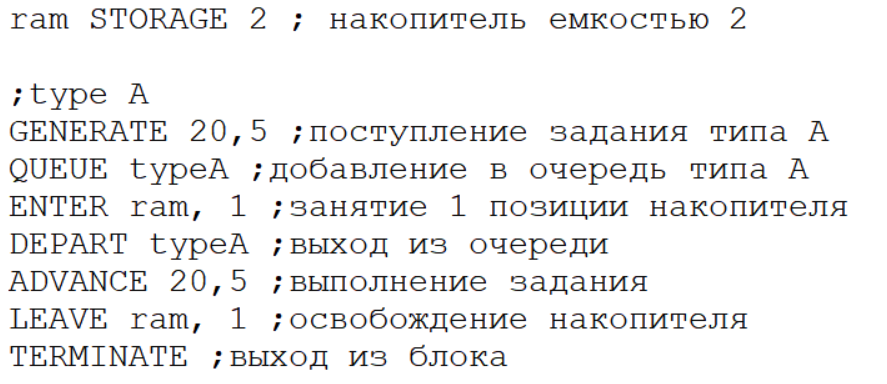 ram STORAGE 2 ; накопитель емкостью 2
;type A
GENERATE 20,5 ;поступление задания типа А
QUEUE typeA ;добавление в очередь типа А
ENTER ram, 1 ;занятие 1 позиции накопителя
DEPART typeA ;выход из очереди
ADVANCE 20,5 ;выполнение задания
LEAVE ram, 1 ;освобождение накопителя
TERMINATE ;выход из блока